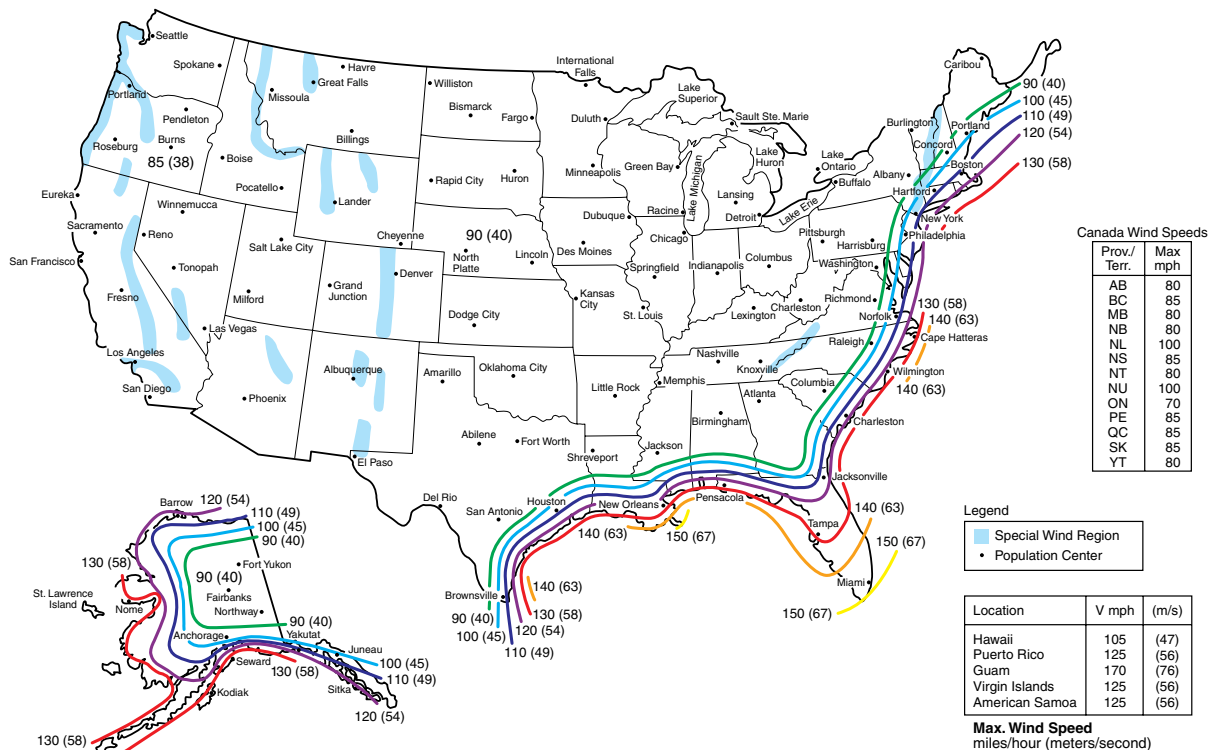 Seattle
Spokane
Portland
Pendleton
Burns
Roseburg
85 (38)
Boise
Pocatello
Eureka
Winnemucca
Sacramento
Reno
San Francisco
Salt Lake City
Tonopah
Fresno
Milford
Las Vegas
Los Angeles
San Diego
Phoenix
Havre
Great Falls
Missoula
Billings
Lander
Cheyenne
Denver
Grand
Junction
Albuquerque
El Paso
Williston
Bismarck
Fargo
Rapid City
Huron
90 (40)
North
Platte
Lincoln
Dodge City
Amarillo
Oklahoma City
Abilene
Fort Worth
Del Rio
San Antonio
Houston
Brownsville
International
Falls
Duluth
Minneapolis
Lake
Superior
Sault Ste. Marie
Green Bay
Lake Michigan
Lake
Huron
Lansing
Detroit
Lake Erie
Lake
Ontario
Buffalo
Dubuque
Racine
Chicago
Des Moines
Springfield
Indianapolis
Columbus
Kansas
City
St. Louis
Lexington
Charleston
Pittsburgh
Harrisburg
Washington
Richmond
Norfolk
Raleigh
Nashville
Knoxville
Little Rock
Memphis
Columbia
Atlanta
Birmingham
Jackson
Shreveport
New Orleans
Pensacola
Jacksonville
Tampa
Miami
Charleston
Wilmington
Cape Hatteras
Caribou
Burlington
Portland
Concord
Boston
Albany
Hartford
New York
Philadelphia
90 (40)
100 (45)
110 (49)
120 (54)
130 (58)
130 (58)
140 (63)
140 (63)
140 (63)
150 (67)
150 (67)
150 (67)
140 (63)
140 (63)
130 (58)
120 (54)
110 (49)
100 (45)
90 (40)
Barrow
120 (54)
110 (49)
100 (45)
90 (40)
130 (58)
Fort Yukon
90 (40)
Fairbanks
Northway
St. Lawrence
Island
Nome
90 (40)
Anchorage
Yakutat
Juneau
Seward
130 (58)
100 (45)
110 (49)
Sitka
Kodiak
120 (54)
130 (58)
Canada Wind Speeds
Prov./ Max
Terr. mph
AB 80
BC 85
MB 80
NB 80
NL 100
NS 85
NT 80
NU 100
ON 70
PE 85
QC 85
SK 85
YT 80
Legend
Special Wind Region
Population Center
Location V mph (m/s)
Hawaii 105 (47)
Puerto Rico 125 (56)
Guam 170 (76)
Virgin Islands 125 (56)
American Samoa 125 (56)
Max. Wind Speed
miles/hour (meters/second)